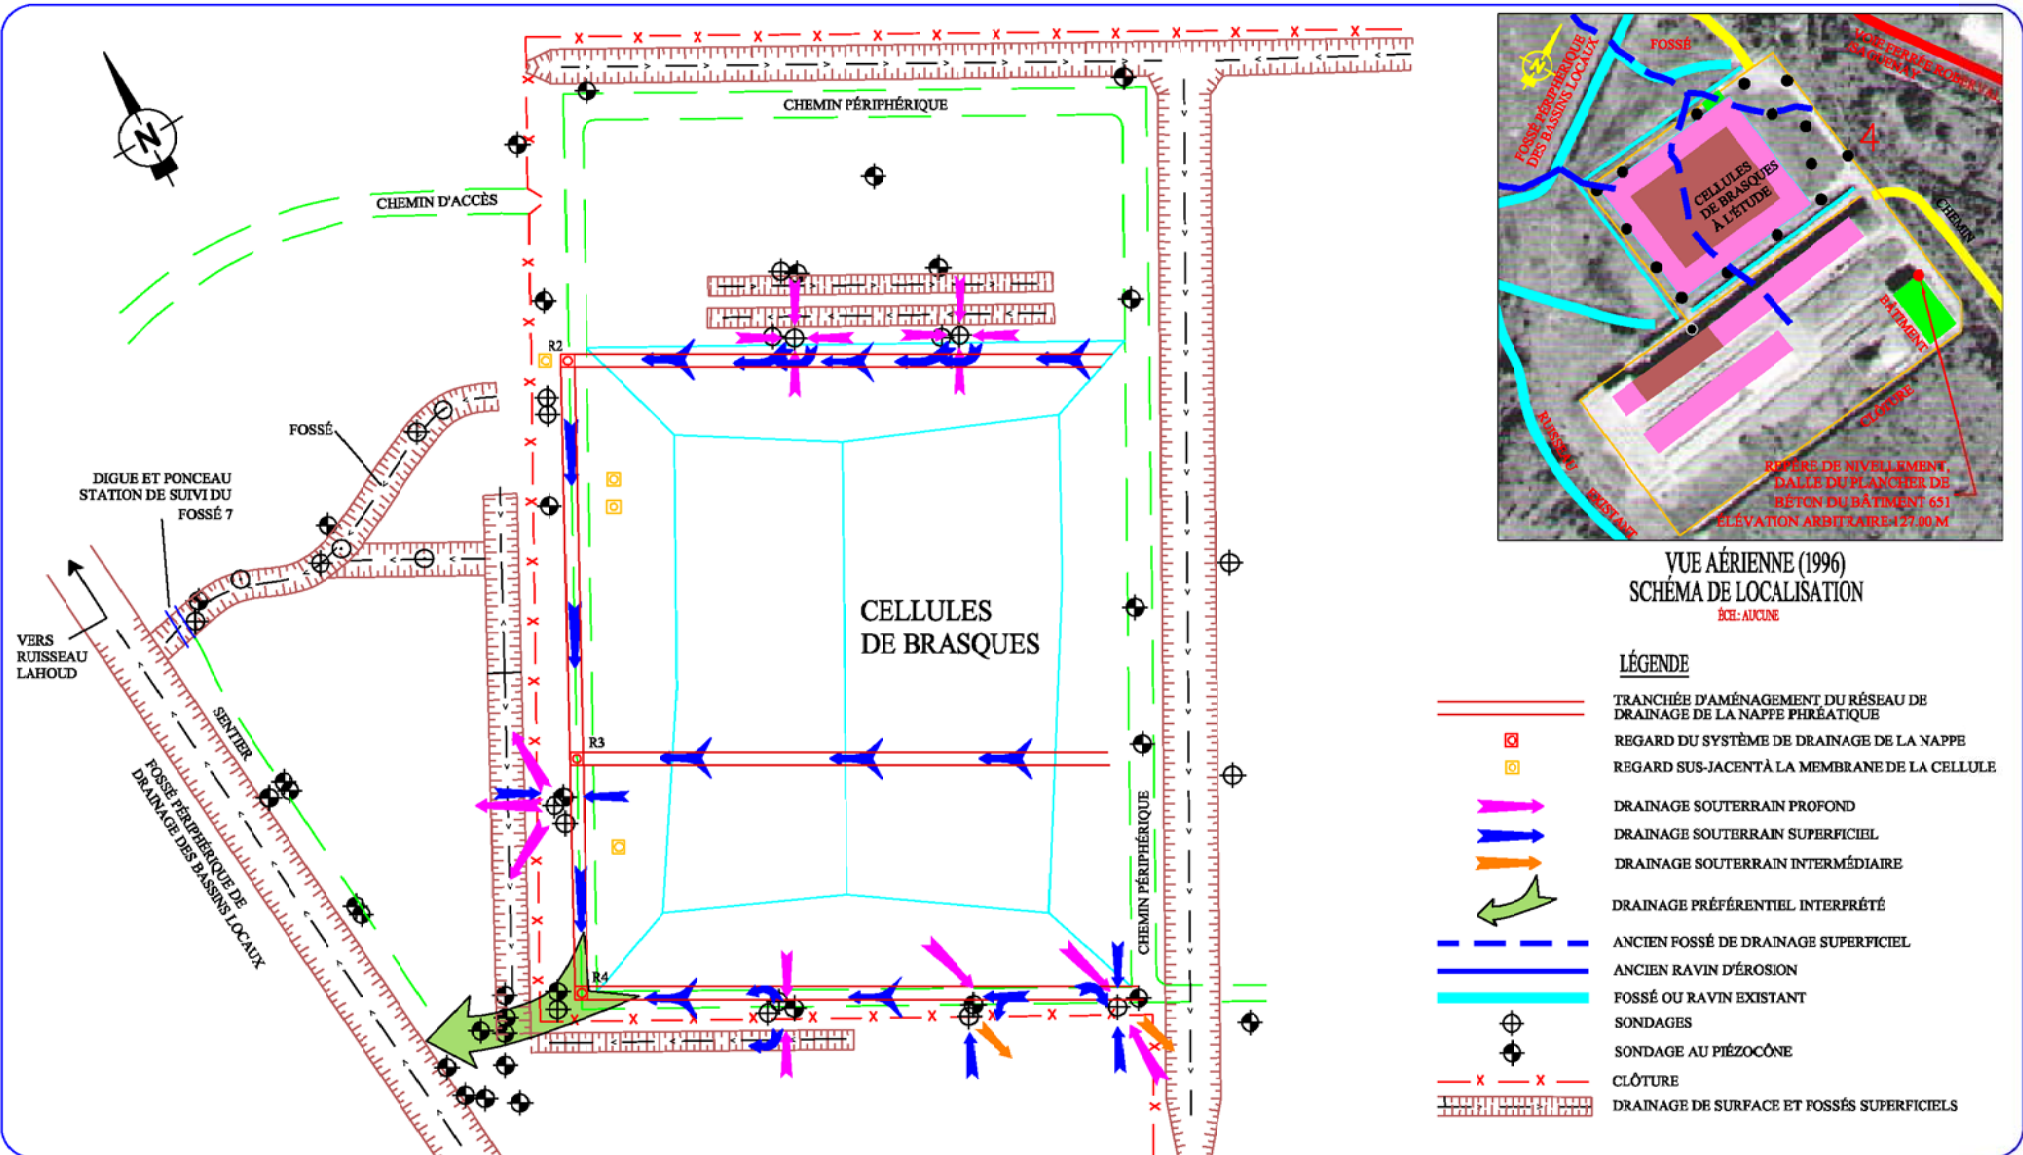 CHEMIN PÉRIPHÉRIQUE
N
CHEMIN D'ACCÈS
R2
FOSSÉ
DIGUE ET PONCEAU
STATION DE SUIVI DU
FOSSÉ 7
VERS
RUISSEAU
LAHOUD
SENTIER
FOSSÉ PÉRIPHÉRIQUE DE
DRAINAGE DES BASSINS LOCAUX
CELLULES
DE BRASQUES
R3
CHEMIN PÉRIPHÉRIQUE
R4
FOSSÉ PÉRIPHÉRIQUE
DES BASSINS LOCAUX
FOSSÉ
VOIE FERRÉE ROBERVAL
SAGUENAY
4
CELLULES
DE BRASQUES
À L'ÉTUDE
CHEMIN
BÂTIMENT
CLÔTURE
RUISSEAU
EXISTANT
REPÈRE DE NIVELLEMENT,
DALLE DU PLANCHER DE
BÉTON DU BÂTIMENT 651
ÉLÉVATION ARBITRAIRE:127.00 M
VUE AÉRIENNE (1996)
SCHÉMA DE LOCALISATION
ÉCH.: AUCUNE
LÉGENDE
TRANCHÉE D'AMÉNAGEMENT DU RÉSEAU DE
DRAINAGE DE LA NAPPE PHRÉATIQUE
REGARD DU SYSTÈME DE DRAINAGE DE LA NAPPE
REGARD SUS-JACENT À LA MEMBRANE DE LA CELLULE
DRAINAGE SOUTERRAIN PROFOND
DRAINAGE SOUTERRAIN SUPERFICIEL
DRAINAGE SOUTERRAIN INTERMÉDIAIRE
DRAINAGE PRÉFÉRENTIEL INTERPRÉTÉ
ANCIEN FOSSÉ DE DRAINAGE SUPERFICIEL
ANCIEN RAVIN D'ÉROSION
FOSSÉ OU RAVIN EXISTANT
SONDAGES
SONDAGE AU PIÉZOCÔNE
CLÔTURE
DRAINAGE DE SURFACE ET FOSSÉS SUPERFICIELS